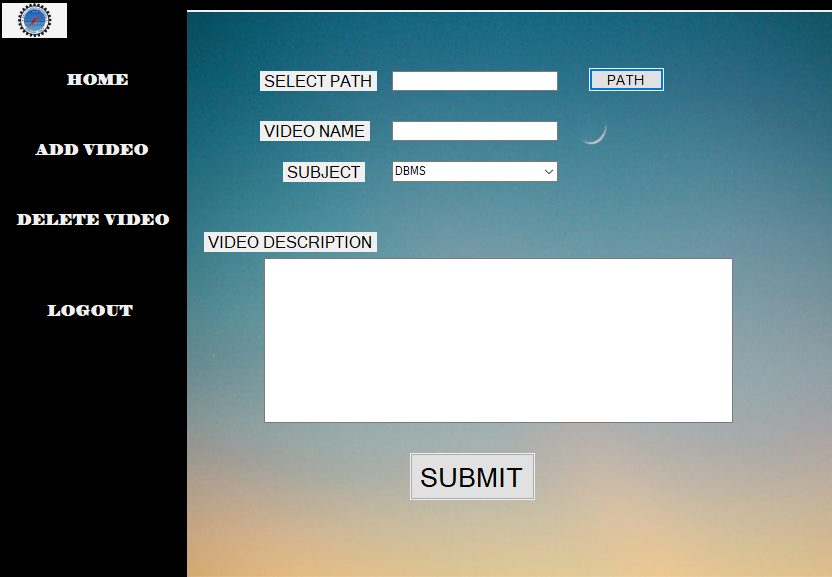 HOME
ADD VIDEO
DELETE VIDEO
LOGOUT
SELECT PATH
PATH
VIDEO NAME
SUBJECT
DBMS
VIDEO DESCRIPTION
SUBMIT